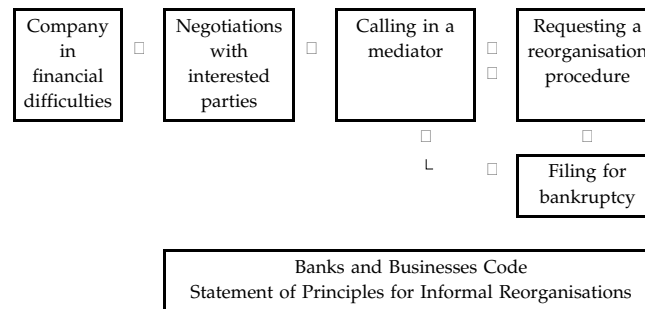 Company
in
financial
difficulties
Negotiations
with
interested
parties
Calling in a
mediator
Requesting a
reorganisation
procedure
Filing for
bankruptcy
Banks and Businesses Code
Statement of Principles for Informal Reorganisations